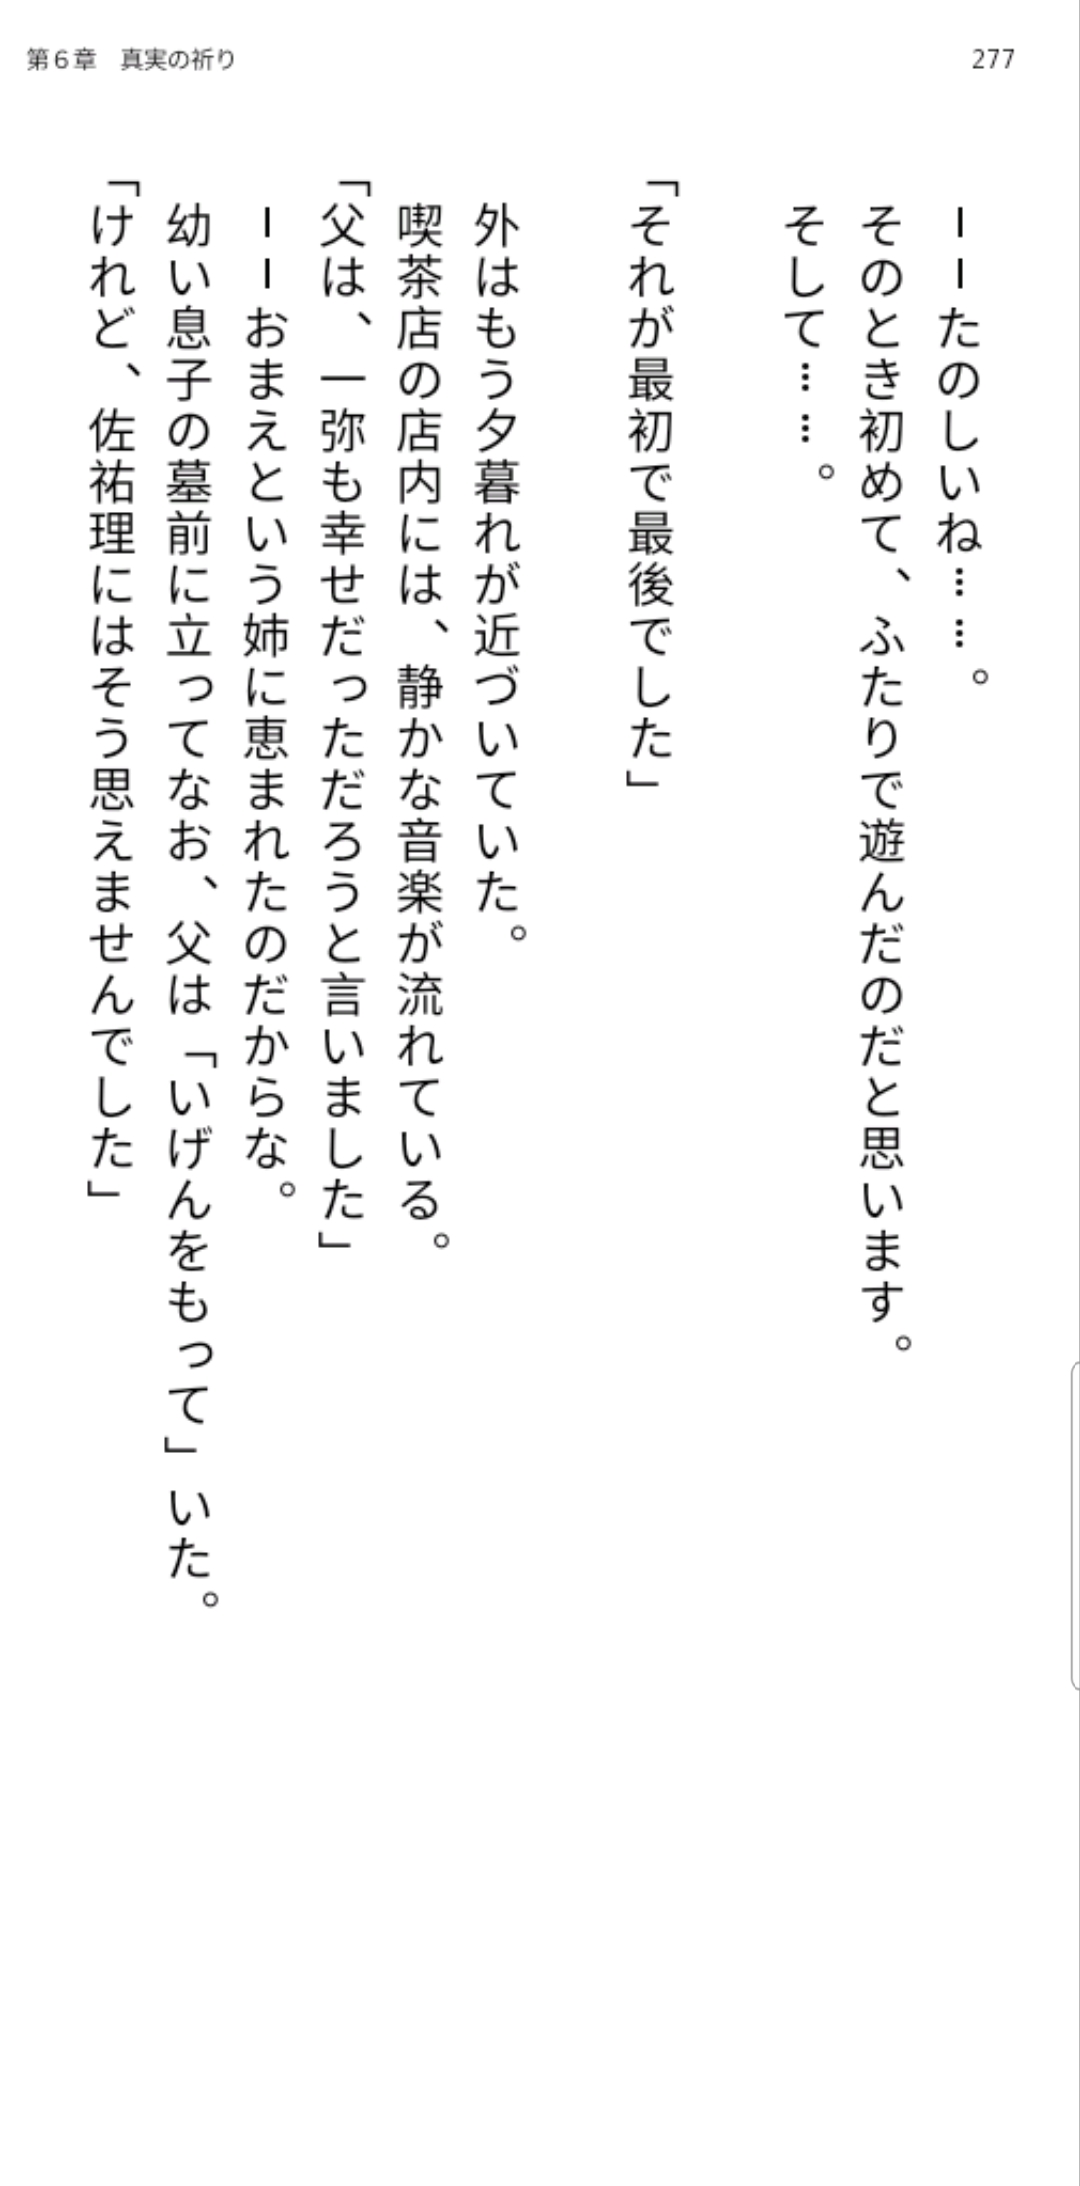 第６章　真実の祈り
277
――たのしいね……。
そのとき初めて、ふたりで遊んだのだと思います。
そして……。
「それが最初で最後でした」
外はもう夕暮れが近づいていた。
喫茶店の店内には、静かな音楽が流れている。
「父は、一弥も幸せだっただろうと言いました」
――おまえという姉に恵まれたのだからな。
幼い息子の墓前に立ってなお、父は「いげんをもって」いた。
「けれど、佐祐理にはそう思えませんでした」